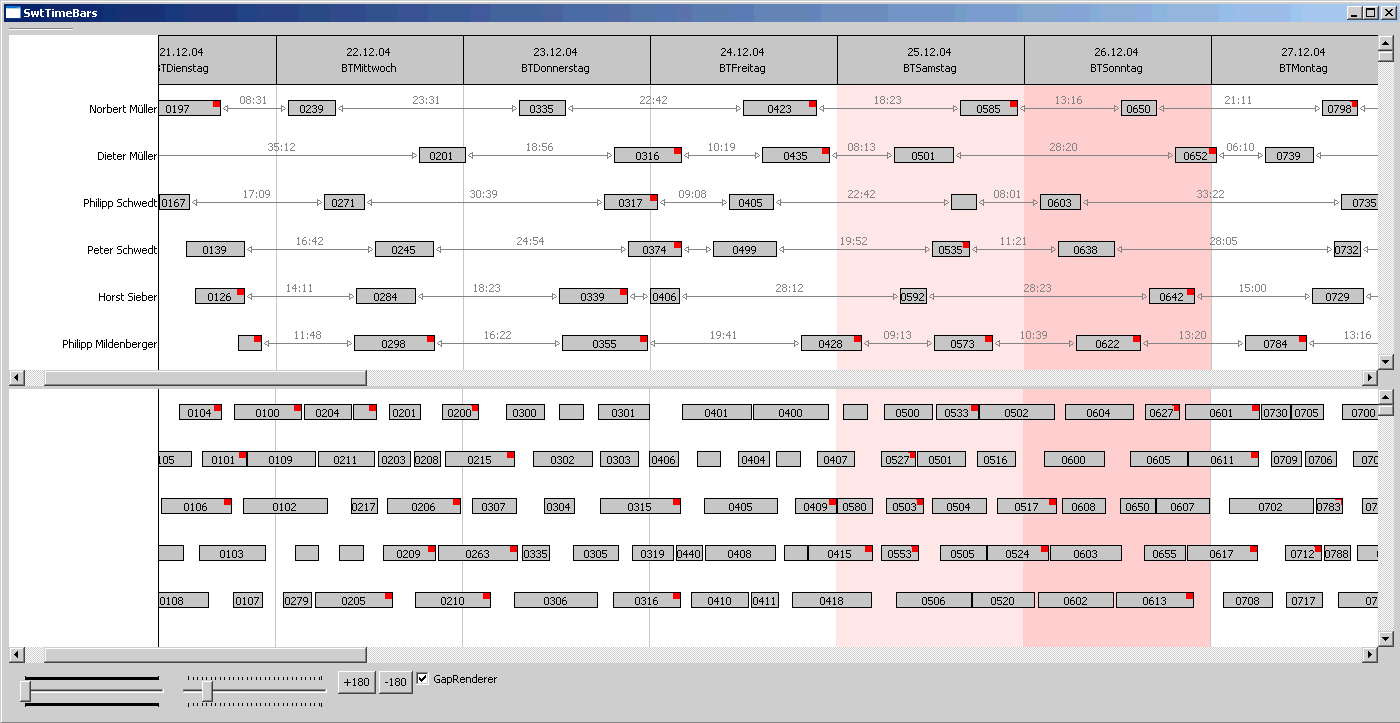 SwtTimeBars
21.12.04 22.12.04 23.12.04 24.12.04 25.12.04 26.12.04 27.12.04
BTDienstag BTMittwoch BTDonnerstag BTFreitag BTSamstag BTSonntag BTMontag
Norbert Müller 0197 08:31 0239 23:31 0335 22:42 0423 18:23 0585 13:16 0650 21:11 0798
Dieter Müller 35:12 0201 18:56 0316 10:19 0435 08:13 0501 28:20 0652 06:10 0739
Philipp Schwedt 0167 17:09 0271 30:39 0317 09:08 0405 22:42 08:01 0603 33:22 0735
Peter Schwedt 0139 16:42 0245 24:54 0374 0499 19:52 0535 11:21 0638 28:05 0732
Horst Sieber 0126 14:11 0284 18:23 0339 0406 28:12 0592 28:23 0642 15:00 0729
Philipp Mildenberger 11:48 0298 16:22 0355 19:41 0428 09:13 0573 10:39 0622 13:20 0784 13:16
0104 0100 0204 0201 0200 0300 0301 0401 0400 0500 0533 0502 0604 0627 0601 0730 0705 0700
105 0101 0109 0211 0203 0208 0215 0302 0303 0406 0404 0407 0527 0501 0516 0600 0605 0611 0709 0706 070
0106 0102 0217 0206 0307 0304 0315 0405 0409 0580 0503 0504 0517 0608 0650 0607 0702 0783 07
0103 0209 0263 0335 0305 0319 0440 0408 0415 0553 0505 0524 0603 0655 0617 0712 0788
0108 0107 0279 0205 0210 0306 0316 0410 0411 0418 0506 0520 0602 0613 0708 0717 07
+180 -180 GapRenderer